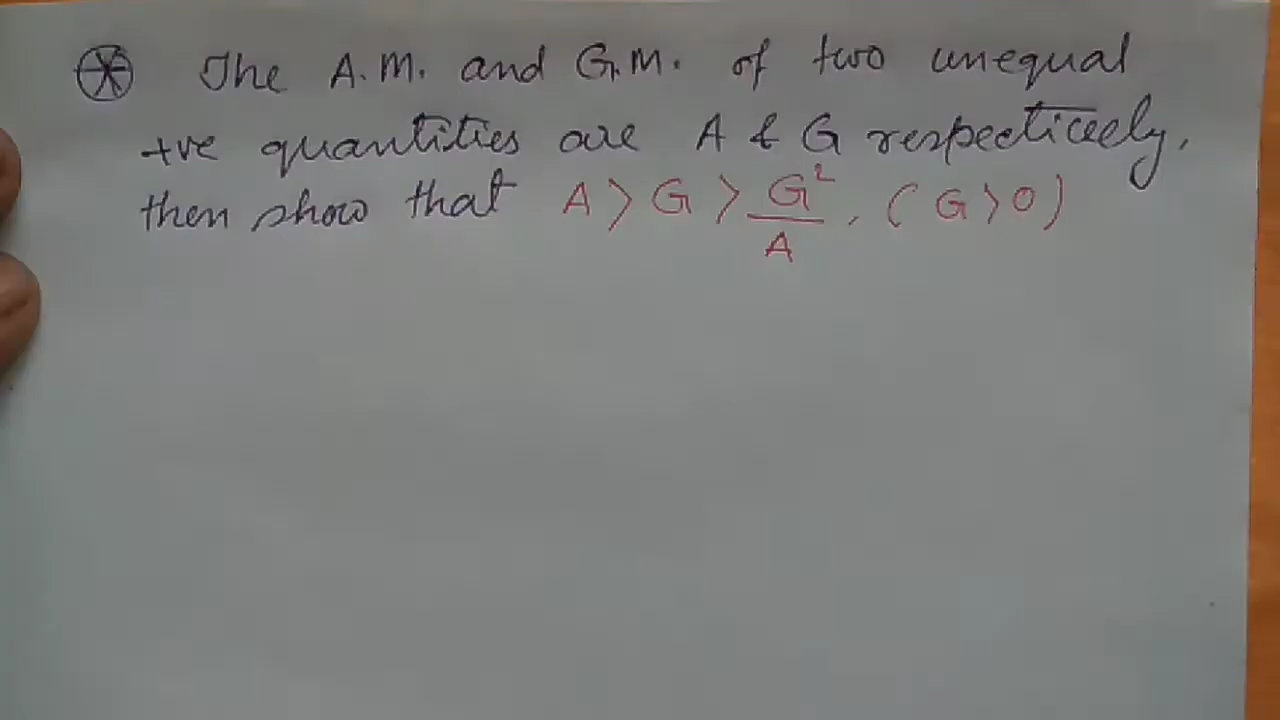 The A.M. and G.M. of two unequal
+ve quantities are A & G respectively,
then show that A > G > G²/A, (G > 0)